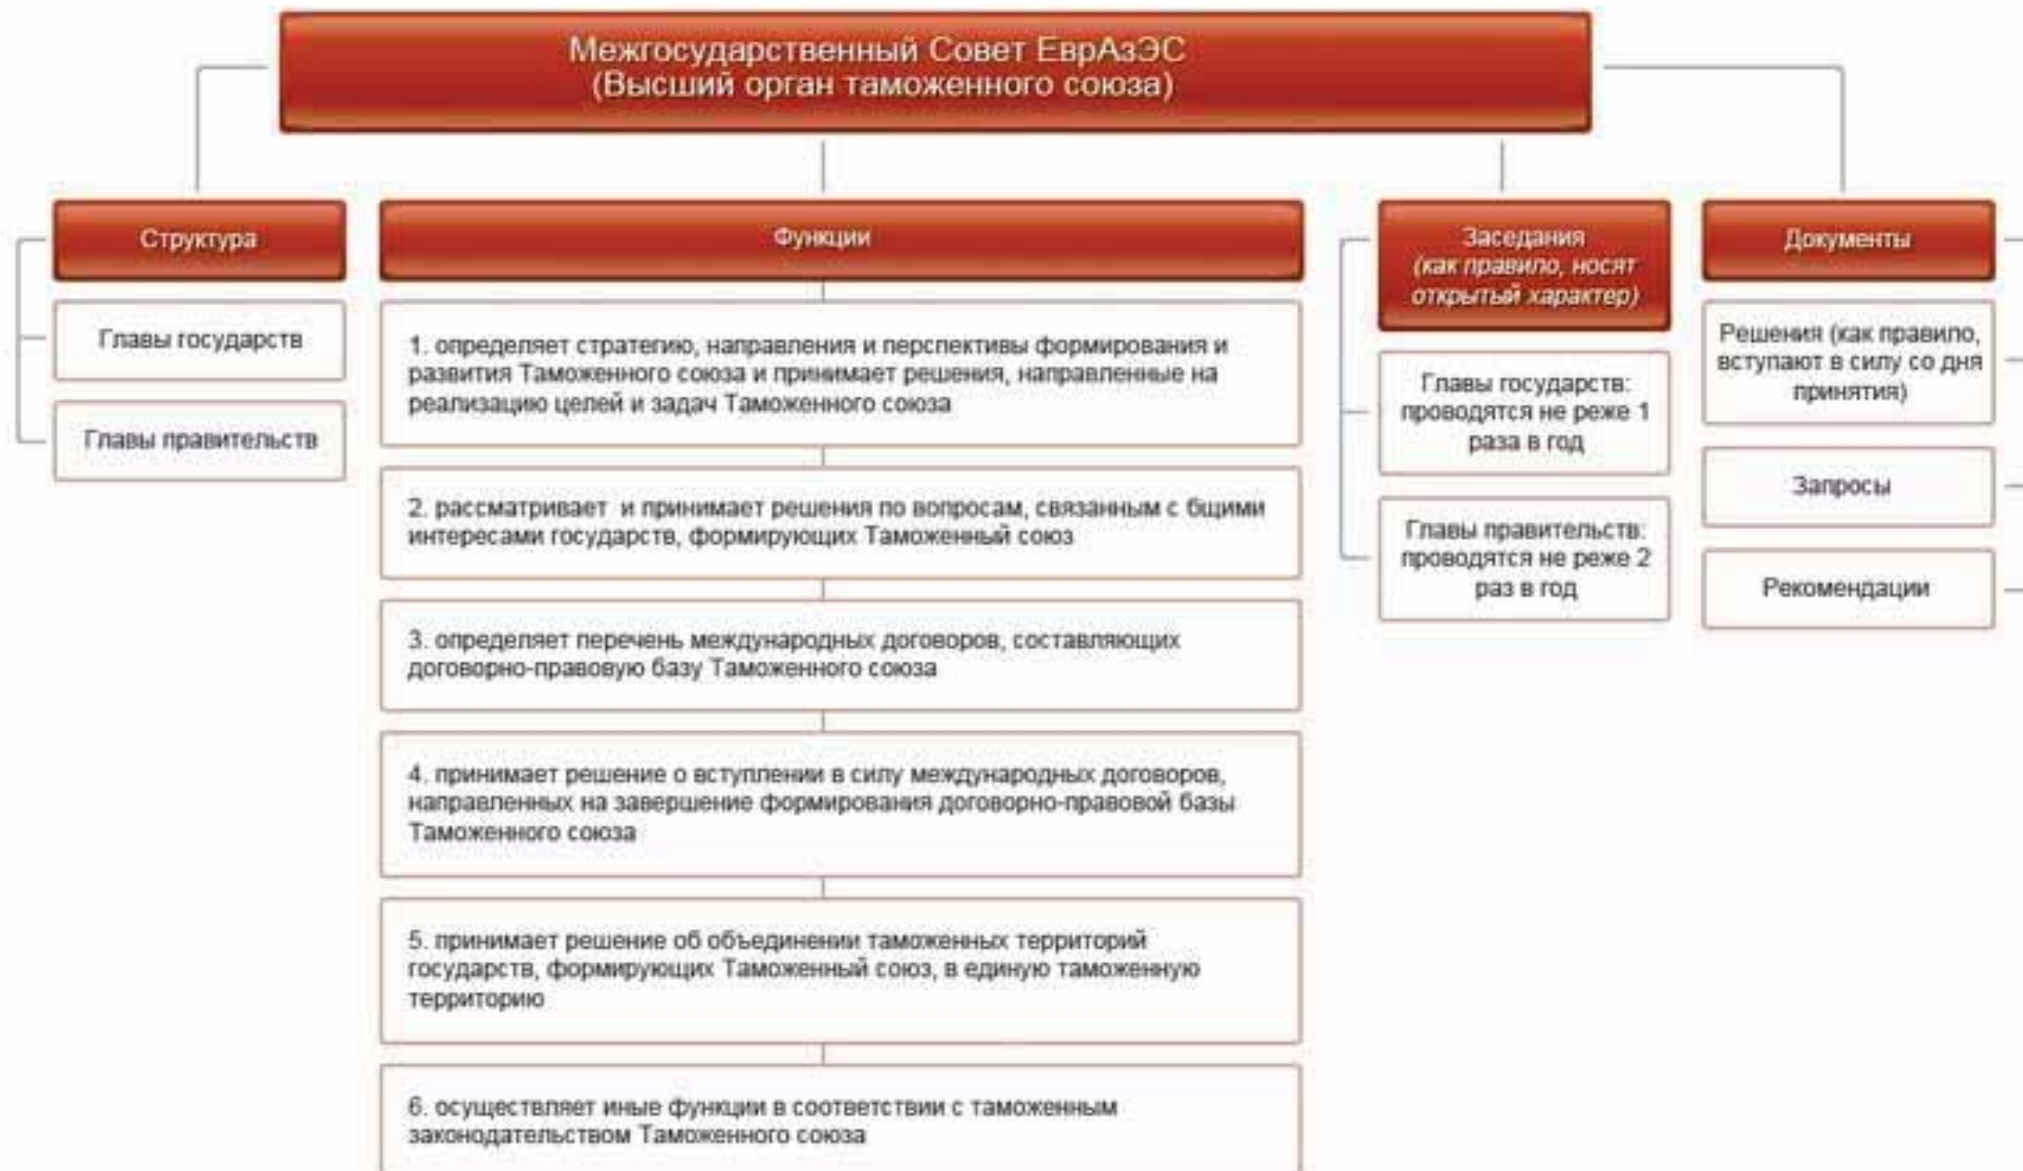 Межгосударственный Совет ЕврАзЭС
(Высший орган таможенного союза)
Структура
Главы государств
Главы правительств
Функции
1. определяет стратегию, направления и перспективы формирования и
развития Таможенного союза и принимает решения, направленные на
реализацию целей и задач Таможенного союза
2. рассматривает и принимает решения по вопросам, связанным с бщими
интересами государств, формирующих Таможенный союз
3. определяет перечень международных договоров, составляющих
договорно-правовую базу Таможенного союза
4. принимает решение о вступлении в силу международных договоров,
направленных на завершение формирования договорно-правовой базы
Таможенного союза
5. принимает решение об объединении таможенных территорий
государств, формирующих Таможенный союз, в единую таможенную
территорию
6. осуществляет иные функции в соответствии с таможенным
законодательством Таможенного союза
Заседания
(как правило, носят
открытый характер)
Главы государств:
проводятся не реже 1
раза в год
Главы правительств:
проводятся не реже 2
раз в год
Документы
Решения (как правило,
вступают в силу со дня
принятия)
Запросы
Рекомендации